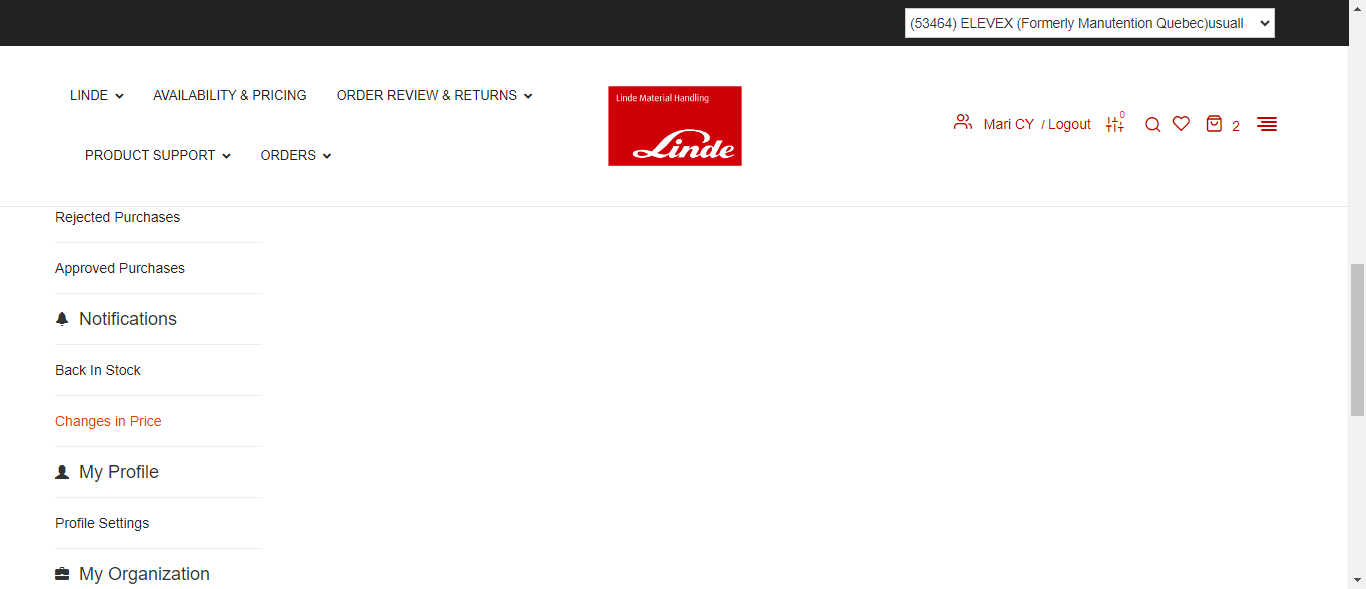 (53464) ELEVEX (Formerly Manutention Quebec)usuall
LINDE
AVAILABILITY & PRICING
ORDER REVIEW & RETURNS
PRODUCT SUPPORT
ORDERS
Linde Material Handling
Linde
Mari CY / Logout
0
2
Rejected Purchases
Approved Purchases
Notifications
Back In Stock
Changes in Price
My Profile
Profile Settings
My Organization